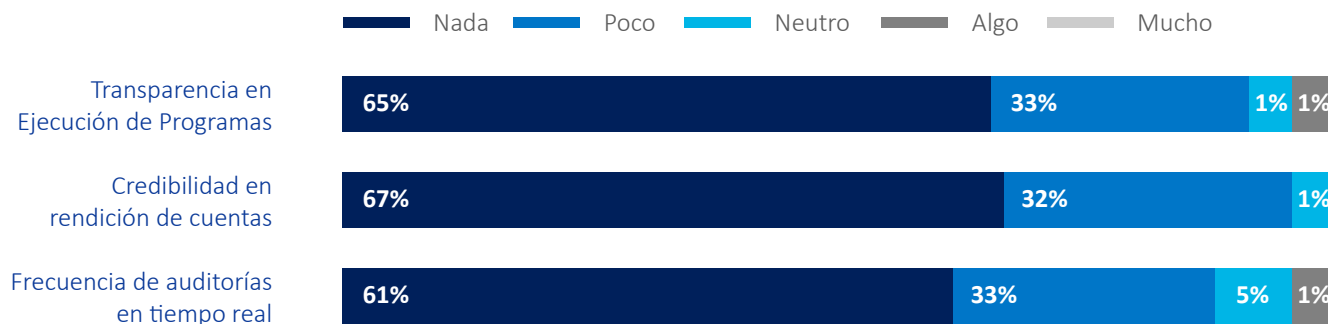 Nada Poco Neutro Algo Mucho
Transparencia en
Ejecución de Programas
65% 33% 1% 1%
Credibilidad en
rendición de cuentas
67% 32% 1%
Frecuencia de auditorías
en tiempo real
61% 33% 5% 1%